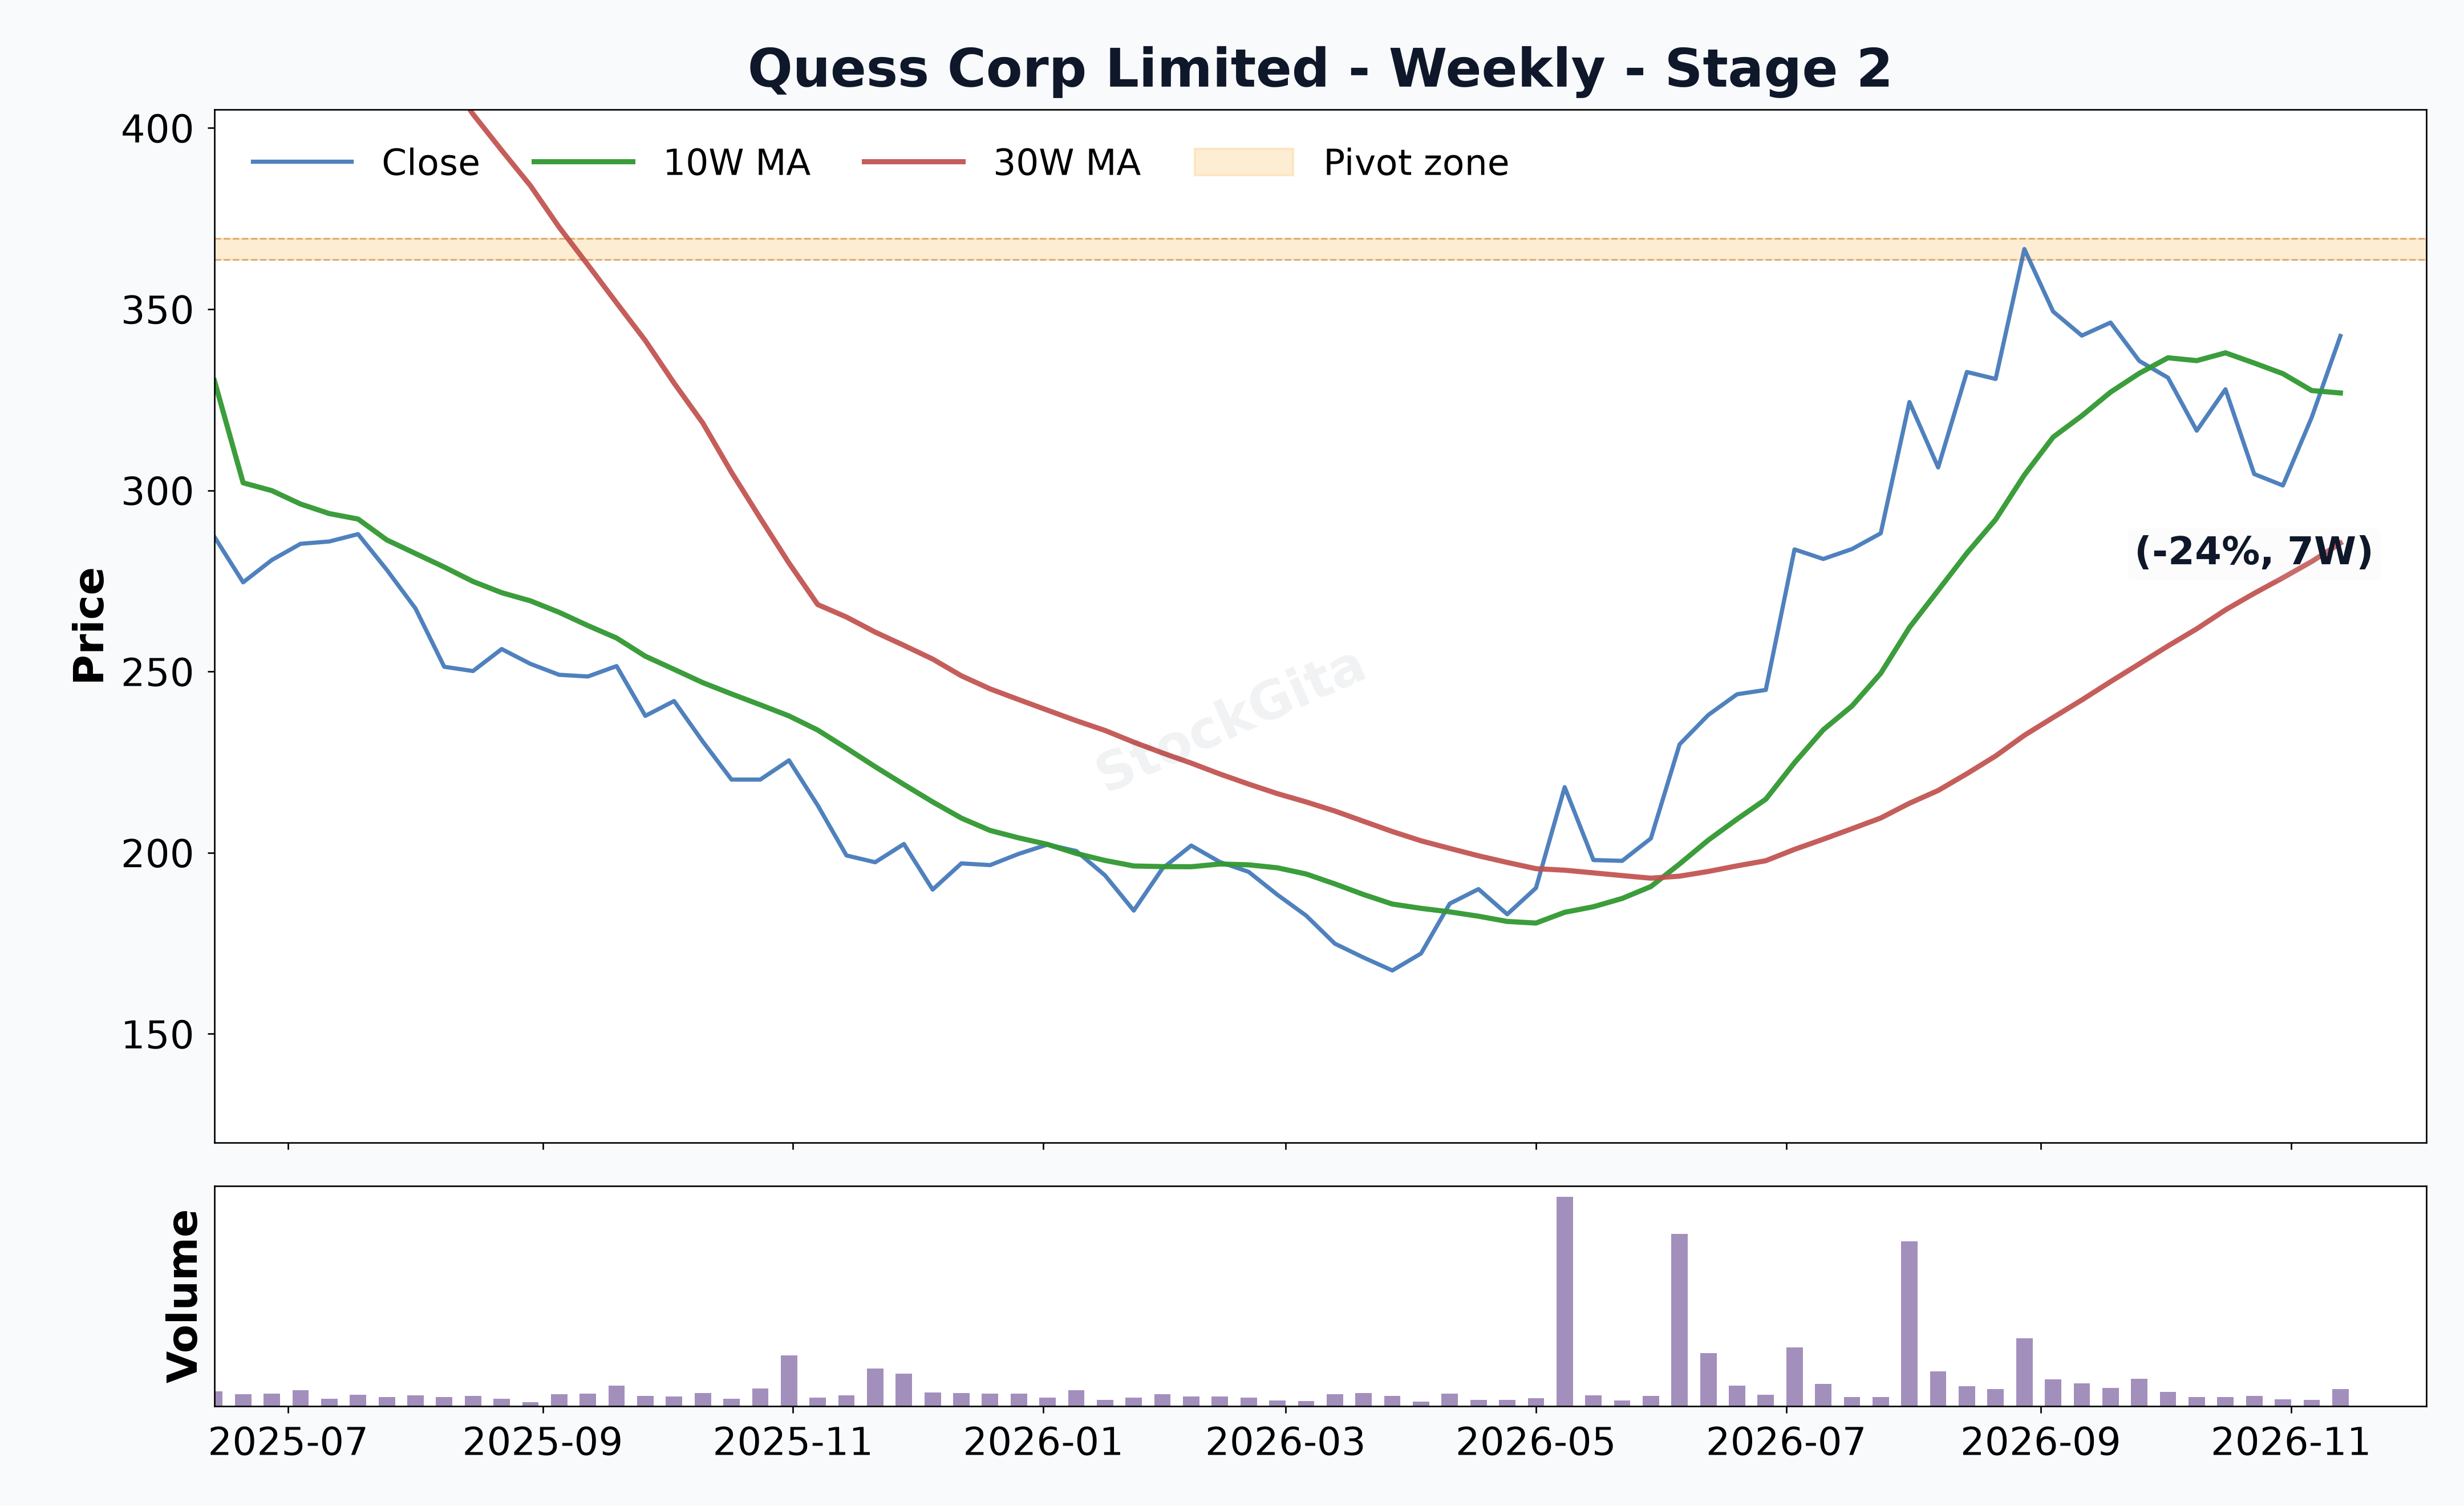 Quess Corp Limited - Weekly - Stage 2
Close 10W MA 30W MA Pivot zone
400
350
300
250
200
150
Price
(-24%, 7W)
StockGita
Volume
2025-07 2025-09 2025-11 2026-01 2026-03 2026-05 2026-07 2026-09 2026-11